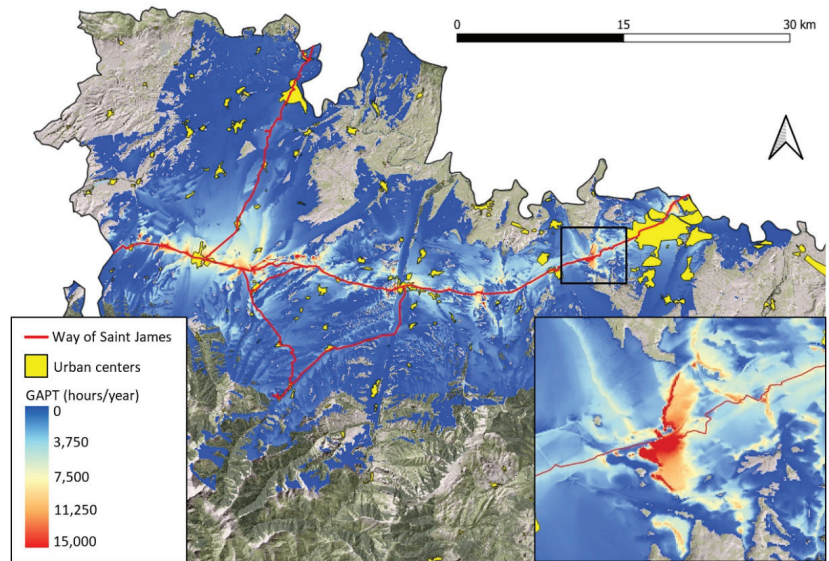 0 15 30 km
Way of Saint James
Urban centers
GAPT (hours/year)
0
3,750
7,500
11,250
15,000